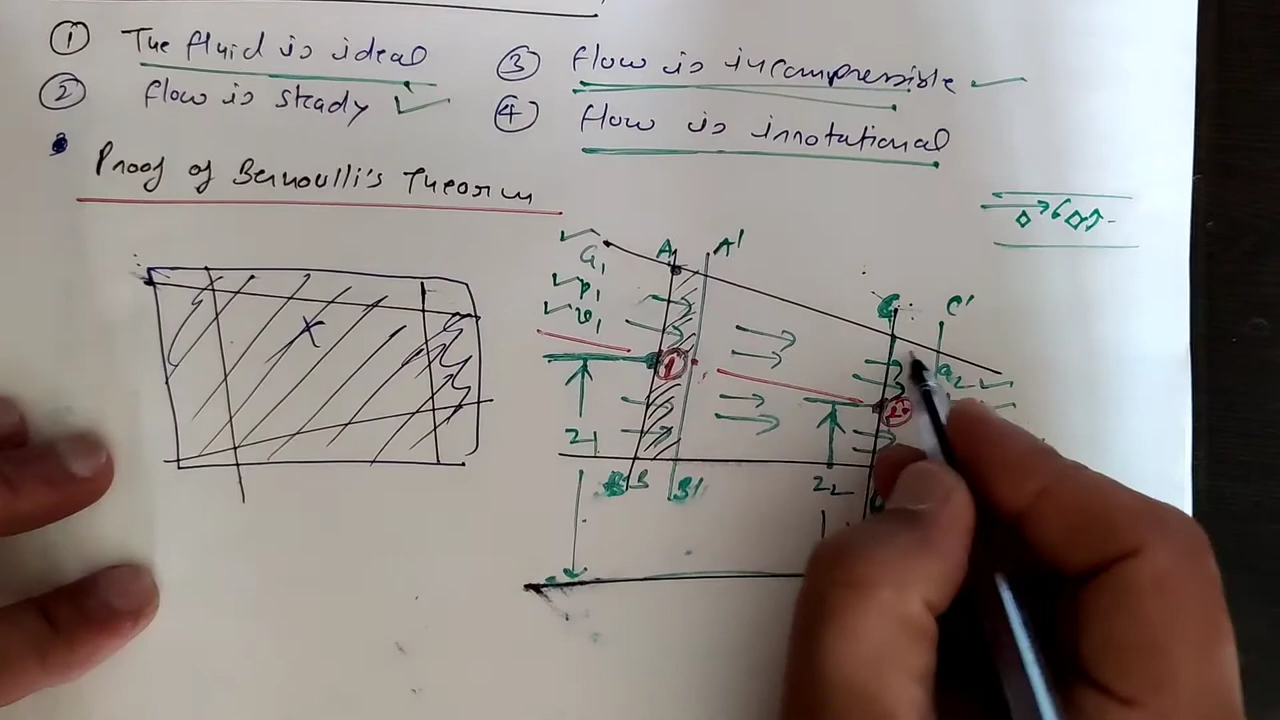 ① The fluid is ideal
② flow is steady
③ flow is incompressible
④ flow is irrotational
Proof of Bernoulli's Theorem
a₁
p₁
v₁
A
A'
①
Z₁
B
B'
C
C'
a₂
②
Z₂